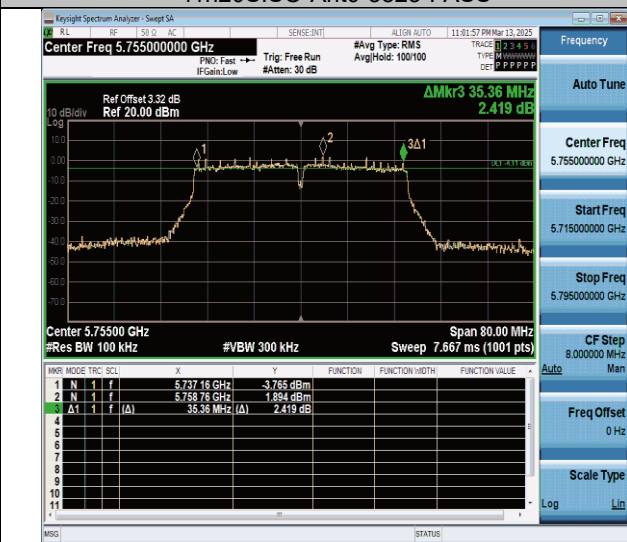 Keysight Spectrum Analyzer - Swept SA
RL RF 50 Ω AC SENSE:INT ALIGN AUTO 11:01:57 PM Mar 13, 2025
Center Freq 5.755000000 GHz
PNO: Fast
IFGain:Low
Trig: Free Run
#Atten: 30 dB
#Avg Type: RMS
Avg|Hold: 100/100
TRACE 1 2 3 4 5 6
TYPE M W W W W W
DET P P P P P P
Frequency
Auto Tune
Center Freq
5.755000000 GHz
Start Freq
5.715000000 GHz
Stop Freq
5.795000000 GHz
CF Step
8.000000 MHz
Auto Man
Freq Offset
0 Hz
Scale Type
Log Lin
ΔMkr3 35.36 MHz
2.419 dB
Ref Offset 3.32 dB
10 dB/div Ref 20.00 dBm
Log
10.0
0.00
-10.0
-20.0
-30.0
-40.0
-50.0
-60.0
-70.0
1
2
3Δ1
DL1 -4.11 dBm
Center 5.75500 GHz Span 80.00 MHz
#Res BW 100 kHz #VBW 300 kHz Sweep 7.667 ms (1001 pts)
MKR MODE TRC SCL X Y FUNCTION FUNCTION WIDTH FUNCTION VALUE
1 N 1 f 5.737 16 GHz -3.765 dBm
2 N 1 f 5.758 76 GHz 1.894 dBm
3 Δ1 1 f (Δ) 35.36 MHz (Δ) 2.419 dB
4
5
6
7
8
9
10
11
MSG STATUS